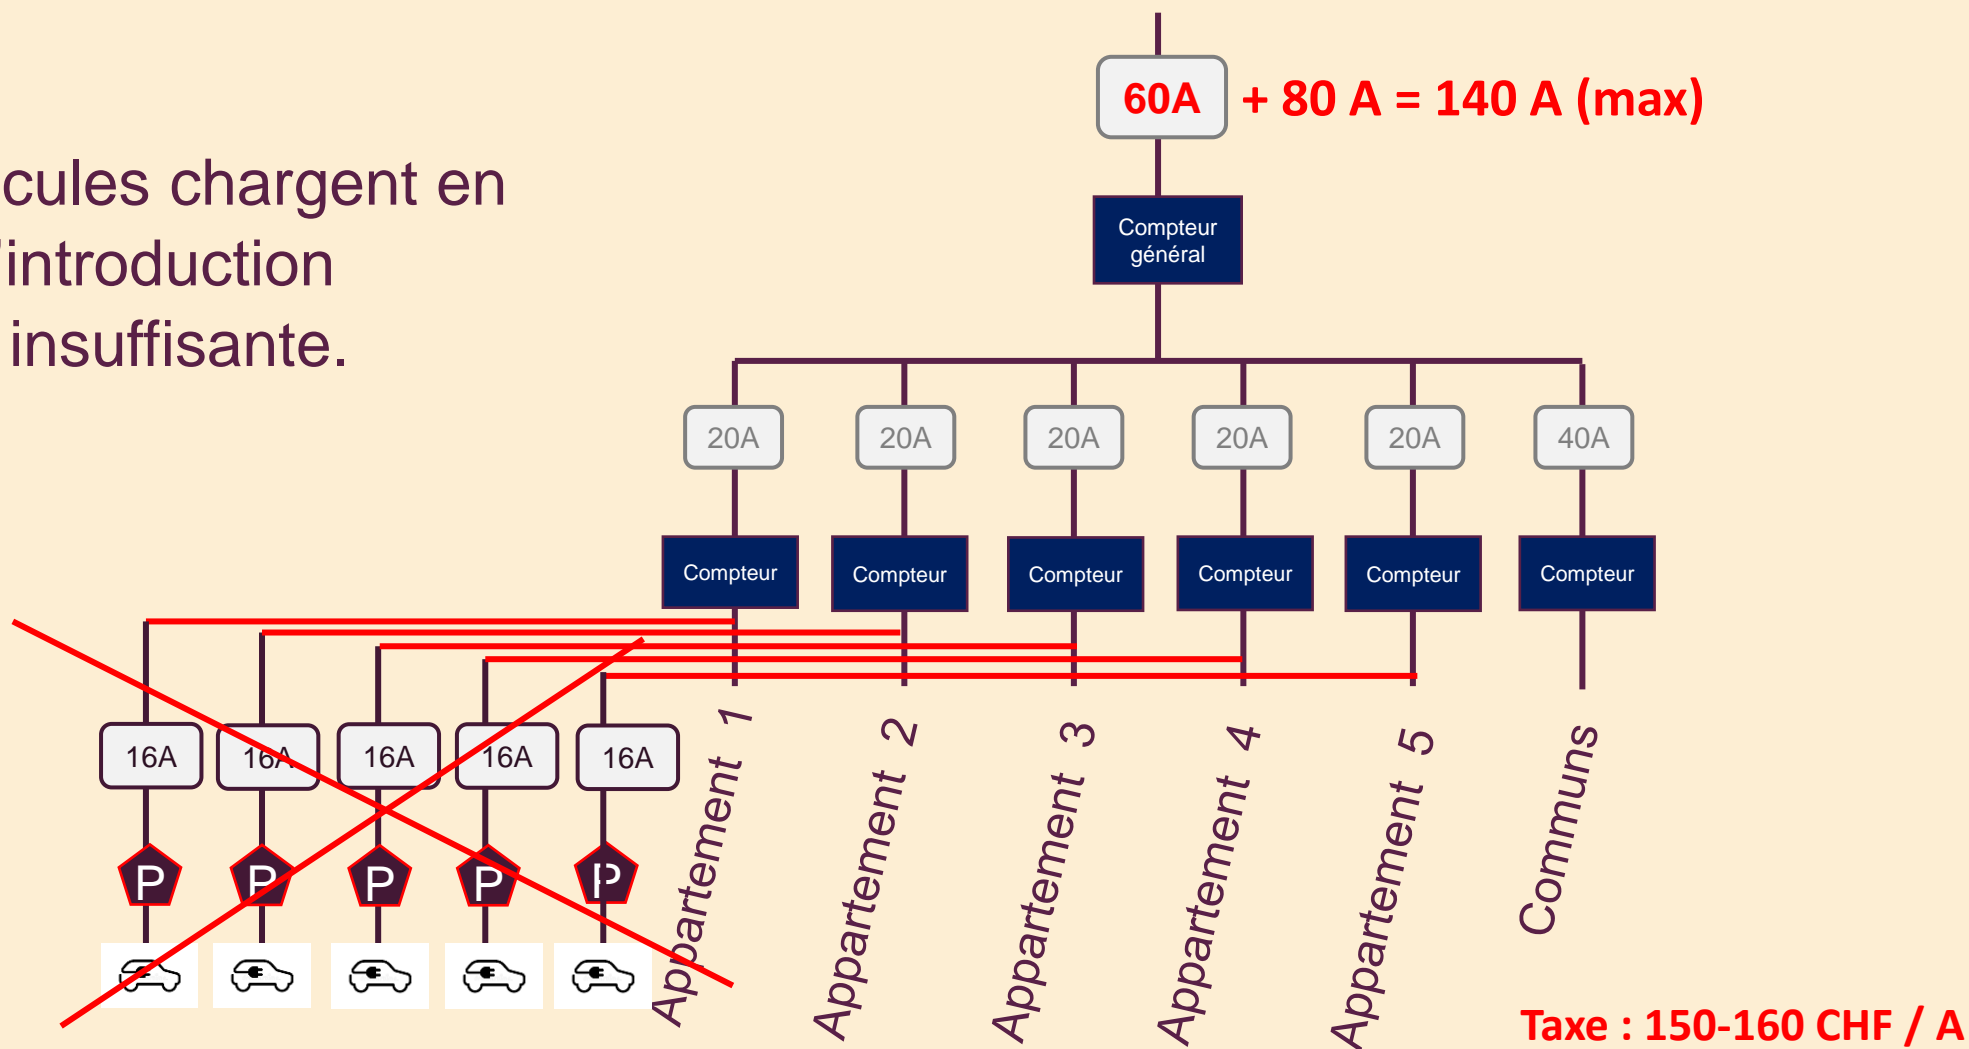 60A + 80 A = 140 A (max)
cules chargent en
'introduction
insuffisante.
Compteur
général
20A 20A 20A 20A 20A 40A
Compteur Compteur Compteur Compteur Compteur Compteur
16A 16A 16A 16A 16A
P P P P P
Appartement 1
Appartement 2
Appartement 3
Appartement 4
Appartement 5
Communs
Taxe : 150-160 CHF / A